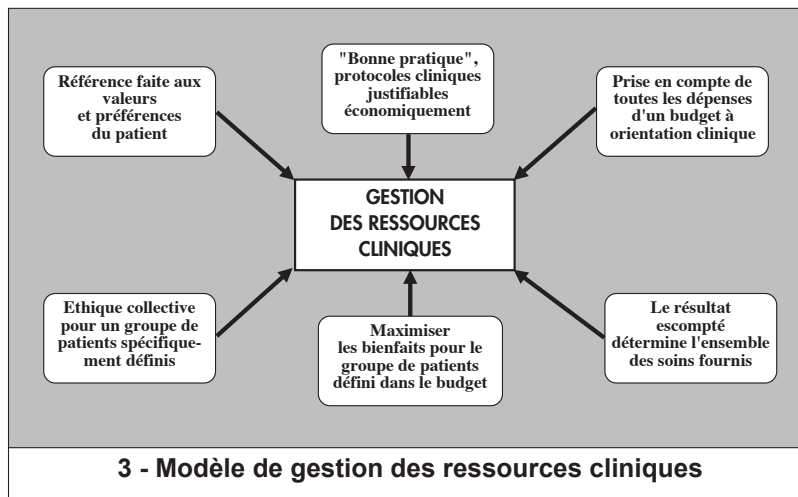 Référence faite aux
valeurs
et préférences
du patient
"Bonne pratique",
protocoles cliniques
justifiables
économiquement
Prise en compte de
toutes les dépenses
d'un budget à
orientation clinique
GESTION
DES RESSOURCES
CLINIQUES
Ethique collective
pour un groupe de
patients spécifique-
ment définis
Maximiser
les bienfaits pour le
groupe de patients
défini dans le budget
Le résultat
escompté
détermine l'ensemble
des soins fournis
3 - Modèle de gestion des ressources cliniques